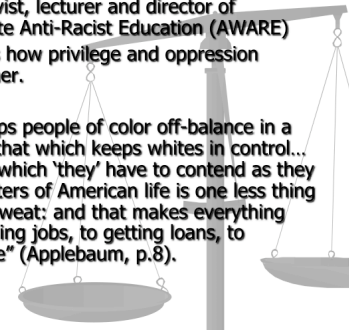 ist, lecturer and director of
te Anti-Racist Education (AWARE)
how privilege and oppression
er.
ps people of color off-balance in a
that which keeps whites in control…
which ‘they’ have to contend as they
ters of American life is one less thing
sweat: and that makes everything
ing jobs, to getting loans, to
e” (Applebaum, p.8).